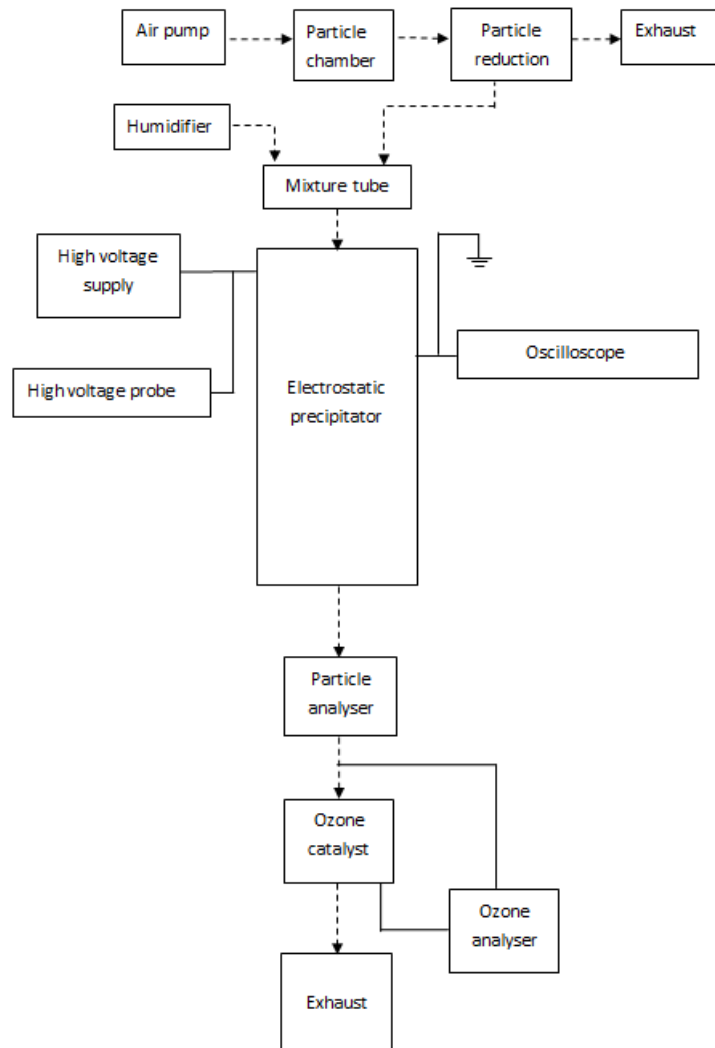 Air pump
Particle
chamber
Particle
reduction
Exhaust
Humidifier
Mixture tube
High voltage
supply
High voltage probe
Electrostatic
precipitator
Oscilloscope
Particle
analyser
Ozone
catalyst
Ozone
analyser
Exhaust